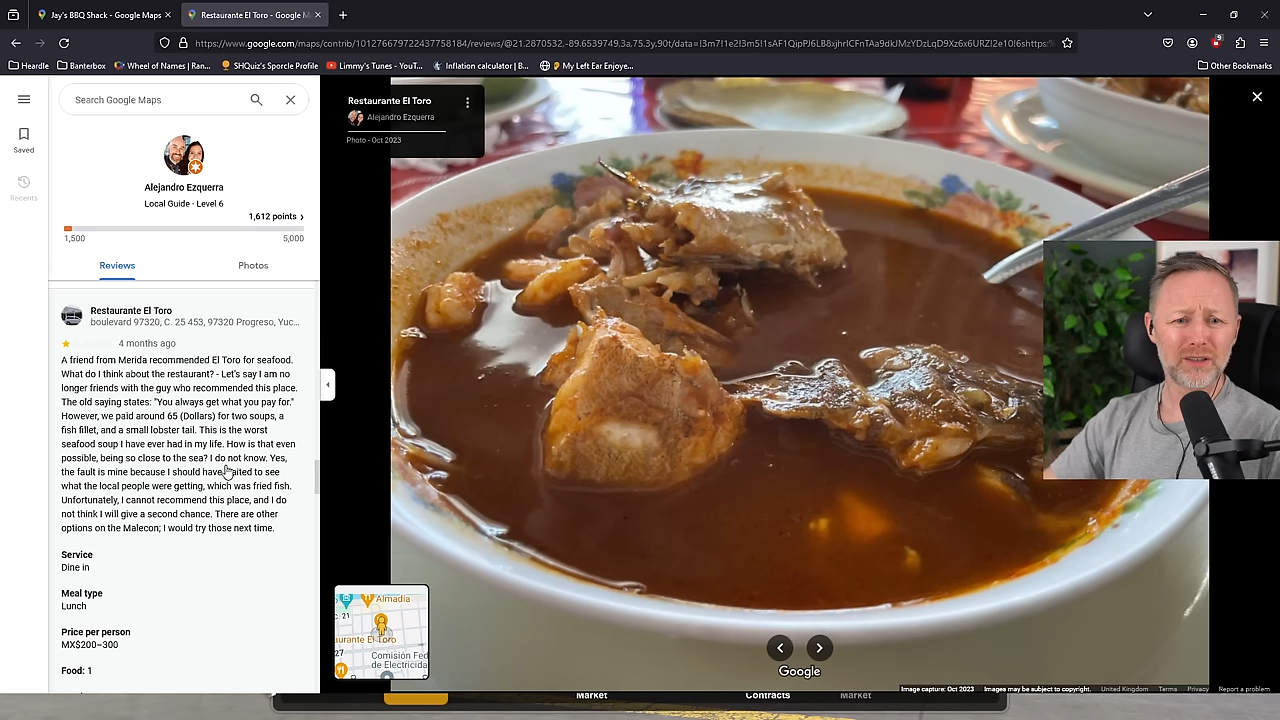 Jay's BBQ Shack - Google Maps
Restaurante El Toro - Google M
https://www.google.com/maps/contrib/101276679722437758184/reviews/@21.2870532,-89.6539749,3a,75.3y,90t/data=!3m7!1e2!3m5!1sAF1QipPJ6LB8xjhrICFnTAa9dkJMzYDzLqD9Xz6x6URZI2e10!6shttps:
9
Heardle
Banterbox
Wheel of Names | Ran...
SHQuiz's Sporcle Profile
Limmy's Tunes - YouT...
Inflation calculator | B...
My Left Ear Enjoye...
Other Bookmarks
Search Google Maps
Saved
Recents
Alejandro Ezquerra
Local Guide · Level 6
1,612 points
1,500
5,000
Reviews
Photos
Restaurante El Toro
boulevard 97320, C. 25 453, 97320 Progreso, Yuc...
4 months ago
A friend from Merida recommended El Toro for seafood.
What do I think about the restaurant? - Let's say I am no
longer friends with the guy who recommended this place.
The old saying states: "You always get what you pay for."
However, we paid around 65 (Dollars) for two soups, a
fish fillet, and a small lobster tail. This is the worst
seafood soup I have ever had in my life. How is that even
possible, being so close to the sea? I do not know. Yes,
the fault is mine because I should have waited to see
what the local people were getting, which was fried fish.
Unfortunately, I cannot recommend this place, and I do
not think I will give a second chance. There are other
options on the Malecon; I would try those next time.
Service
Dine in
Meal type
Lunch
Price per person
MX$200–300
Food: 1
Restaurante El Toro
Alejandro Ezquerra
Photo - Oct 2023
Almadia
C. 21
aurante El Toro
27
Comisión Fed
de Electricida
Google
Image capture: Oct 2023
Images may be subject to copyright.
United Kingdom
Terms
Privacy
Report a problem
Market
Contracts
Market